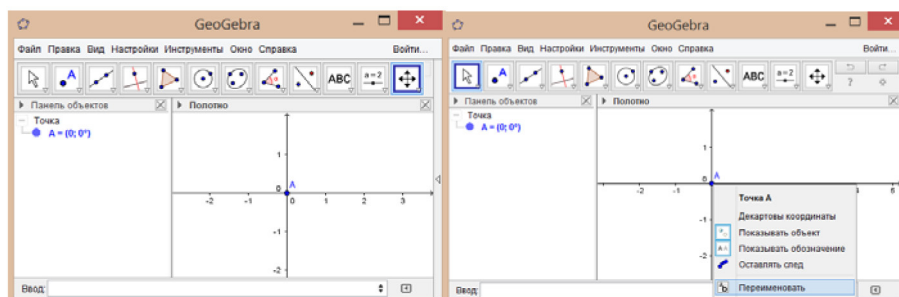 GeoGebra
Файл Правка Вид Настройки Инструменты Окно Справка Войти...
ABC a=2
Панель объектов
Полотно
Точка
A = (0; 0°)
1
A
0
-2 -1 0 1 2 3
-1
-2
Ввод:
GeoGebra
Файл Правка Вид Настройки Инструменты Окно Справка Войти...
ABC a=2
?
Панель объектов
Полотно
Точка
A = (0; 0°)
1
A
0
-2 -1
-1
-2
Точка A
Декартовы координаты
Показывать объект
AA Показывать обозначение
Оставлять след
Переименовать
Ввод: